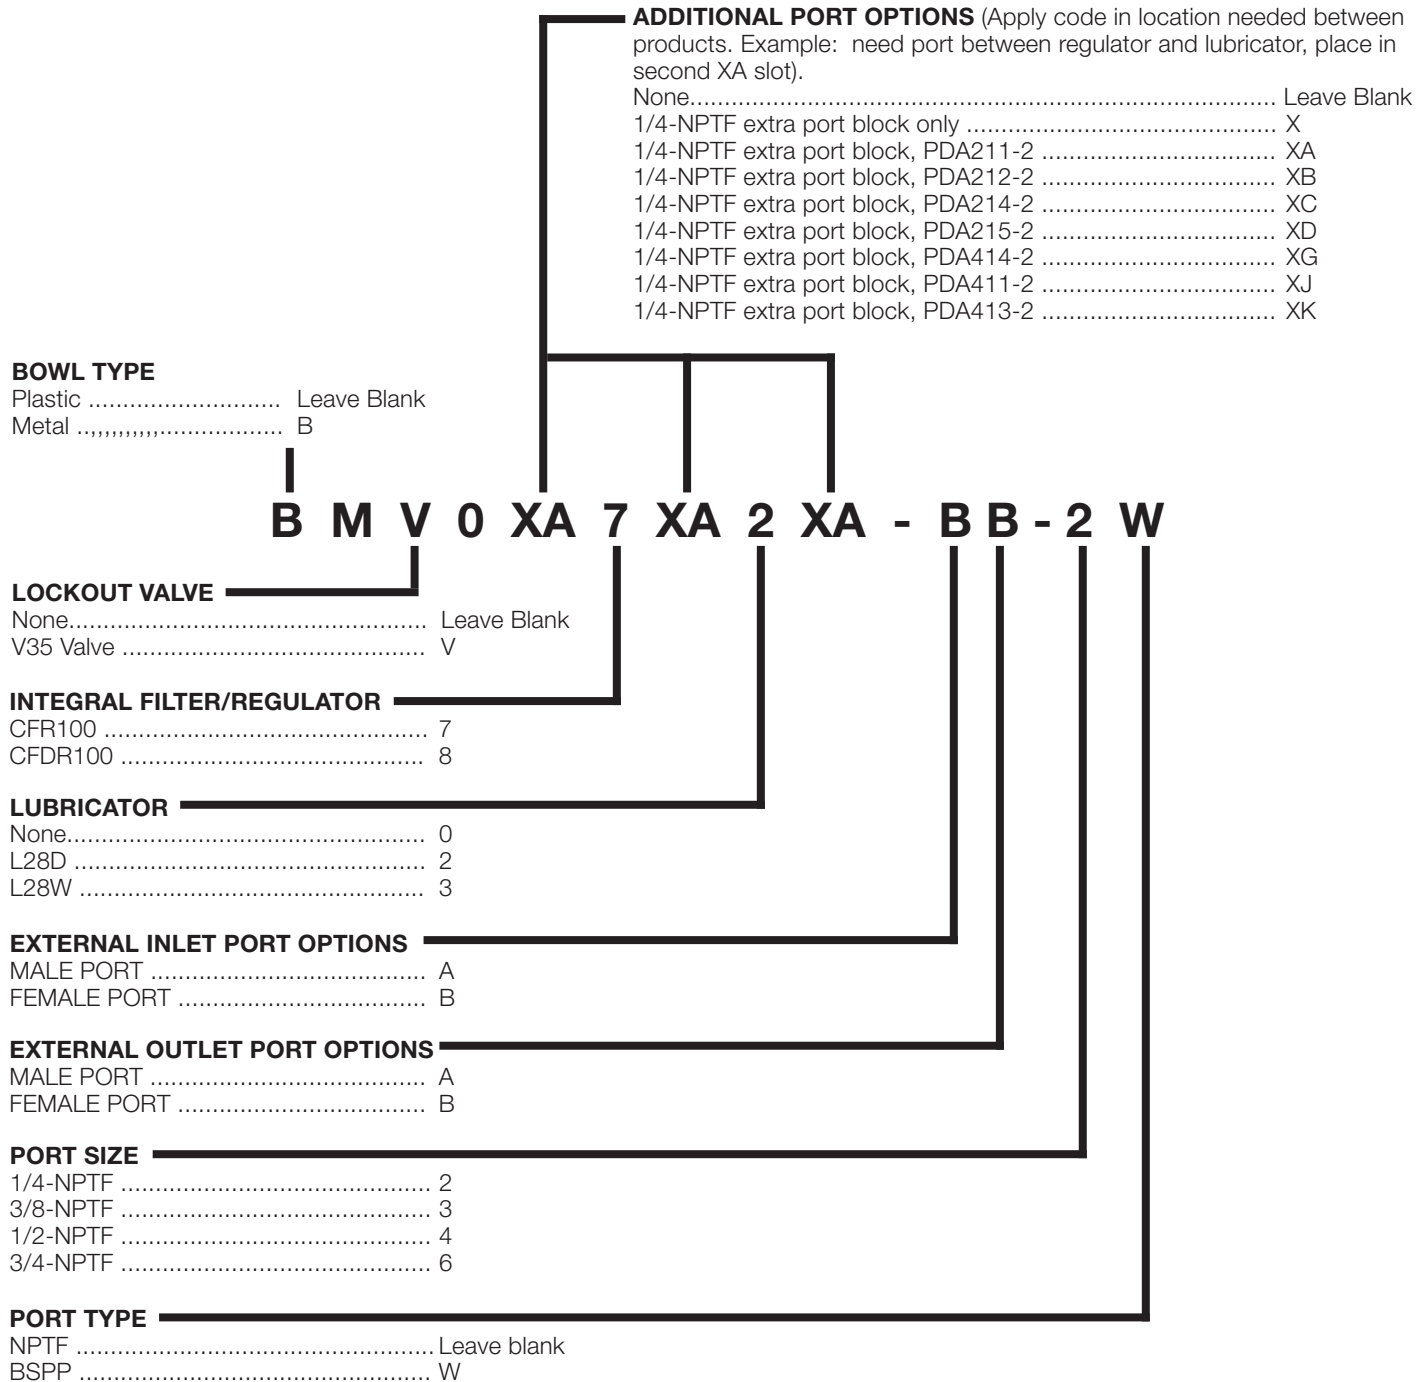 ADDITIONAL PORT OPTIONS (Apply code in location needed between
products. Example: need port between regulator and lubricator, place in
second XA slot).
None..................................................................................... Leave Blank
1/4-NPTF extra port block only ............................................. X
1/4-NPTF extra port block, PDA211-2 .................................. XA
1/4-NPTF extra port block, PDA212-2 .................................. XB
1/4-NPTF extra port block, PDA214-2 .................................. XC
1/4-NPTF extra port block, PDA215-2 .................................. XD
1/4-NPTF extra port block, PDA414-2 .................................. XG
1/4-NPTF extra port block, PDA411-2 .................................. XJ
1/4-NPTF extra port block, PDA413-2 .................................. XK
BOWL TYPE
Plastic ............................ Leave Blank
Metal ..,,,,,,,,,,.................. B
B M V 0 XA 7 XA 2 XA - B B - 2 W
LOCKOUT VALVE
None.................................................... Leave Blank
V35 Valve ............................................ V
INTEGRAL FILTER/REGULATOR
CFR100 ............................................... 7
CFDR100 ............................................ 8
LUBRICATOR
None.................................................... 0
L28D ................................................... 2
L28W .................................................. 3
EXTERNAL INLET PORT OPTIONS
MALE PORT ........................................ A
FEMALE PORT .................................... B
EXTERNAL OUTLET PORT OPTIONS
MALE PORT ........................................ A
FEMALE PORT .................................... B
PORT SIZE
1/4-NPTF ............................................. 2
3/8-NPTF ............................................. 3
1/2-NPTF ............................................. 4
3/4-NPTF ............................................. 6
PORT TYPE
NPTF .................................................... Leave blank
BSPP ................................................... W